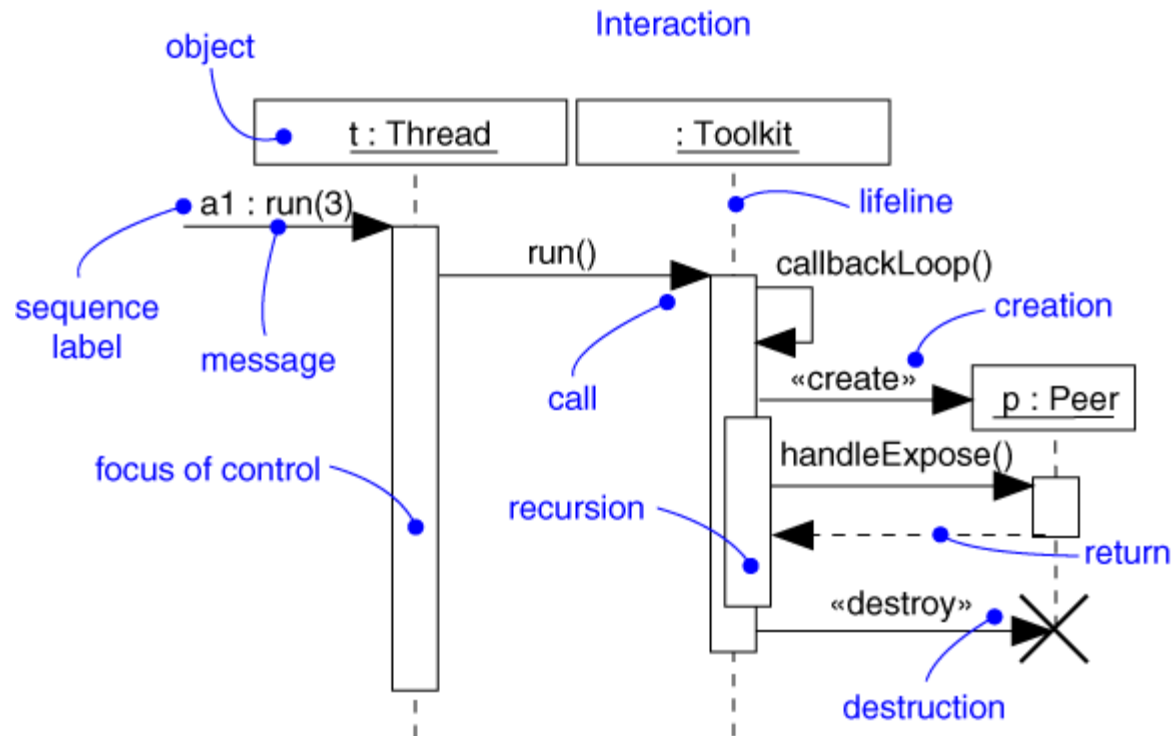 Interaction
object
t : Thread
: Toolkit
a1 : run(3)
lifeline
run()
callbackLoop()
sequence
label
message
creation
call
«create»
p : Peer
focus of control
handleExpose()
recursion
return
«destroy»
destruction